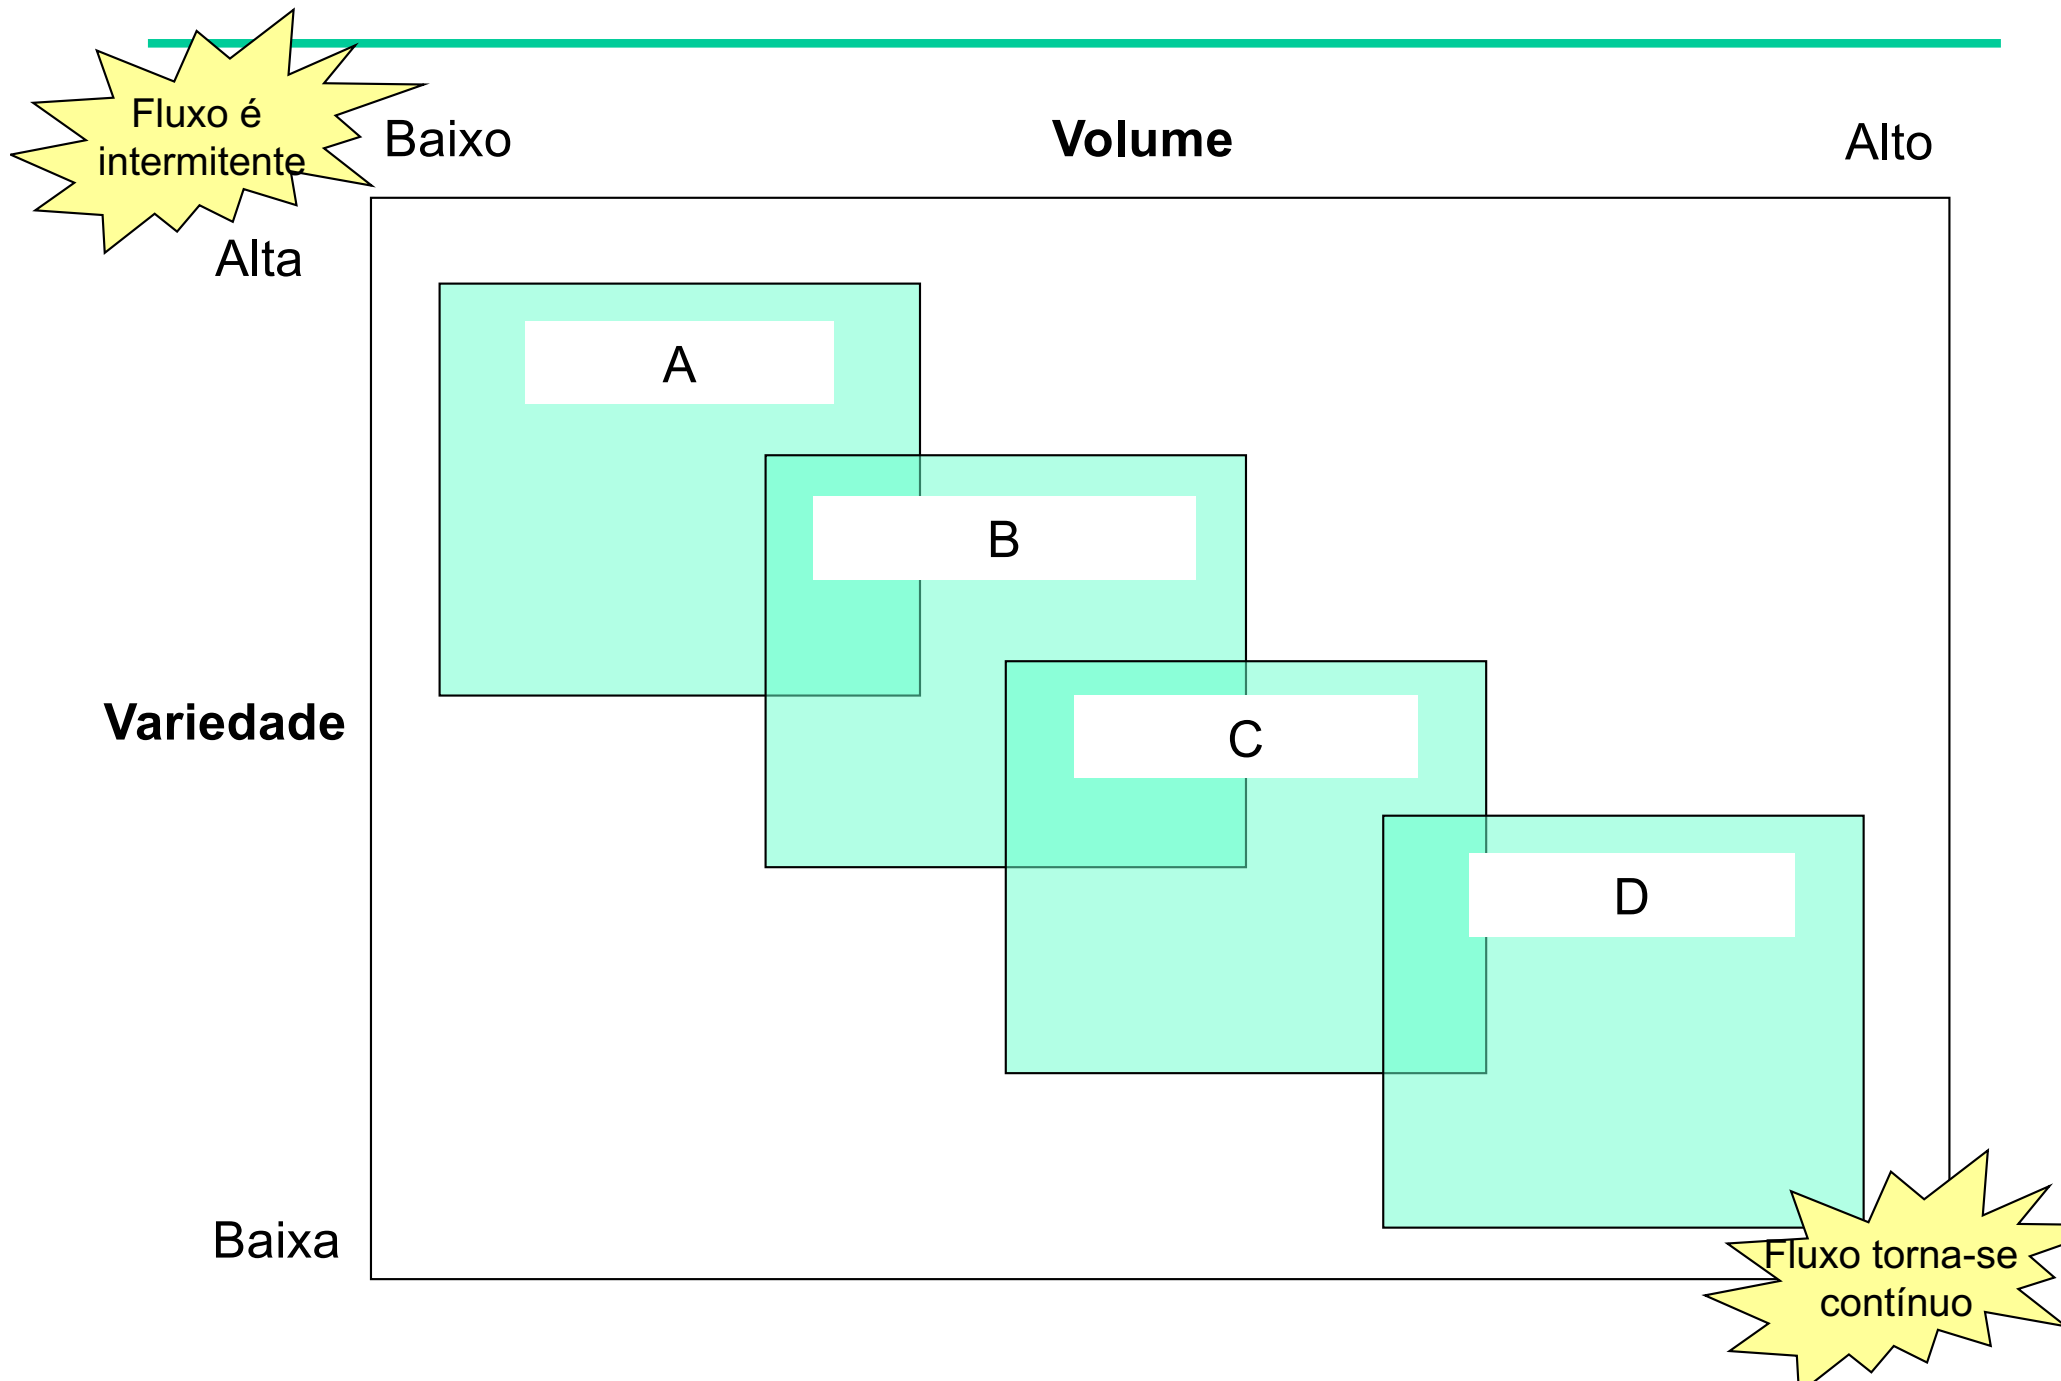 Fluxo é
intermitente
Baixo
Volume
Alto
Alta
A
B
Variedade
C
D
Baixa
Fluxo torna-se
contínuo